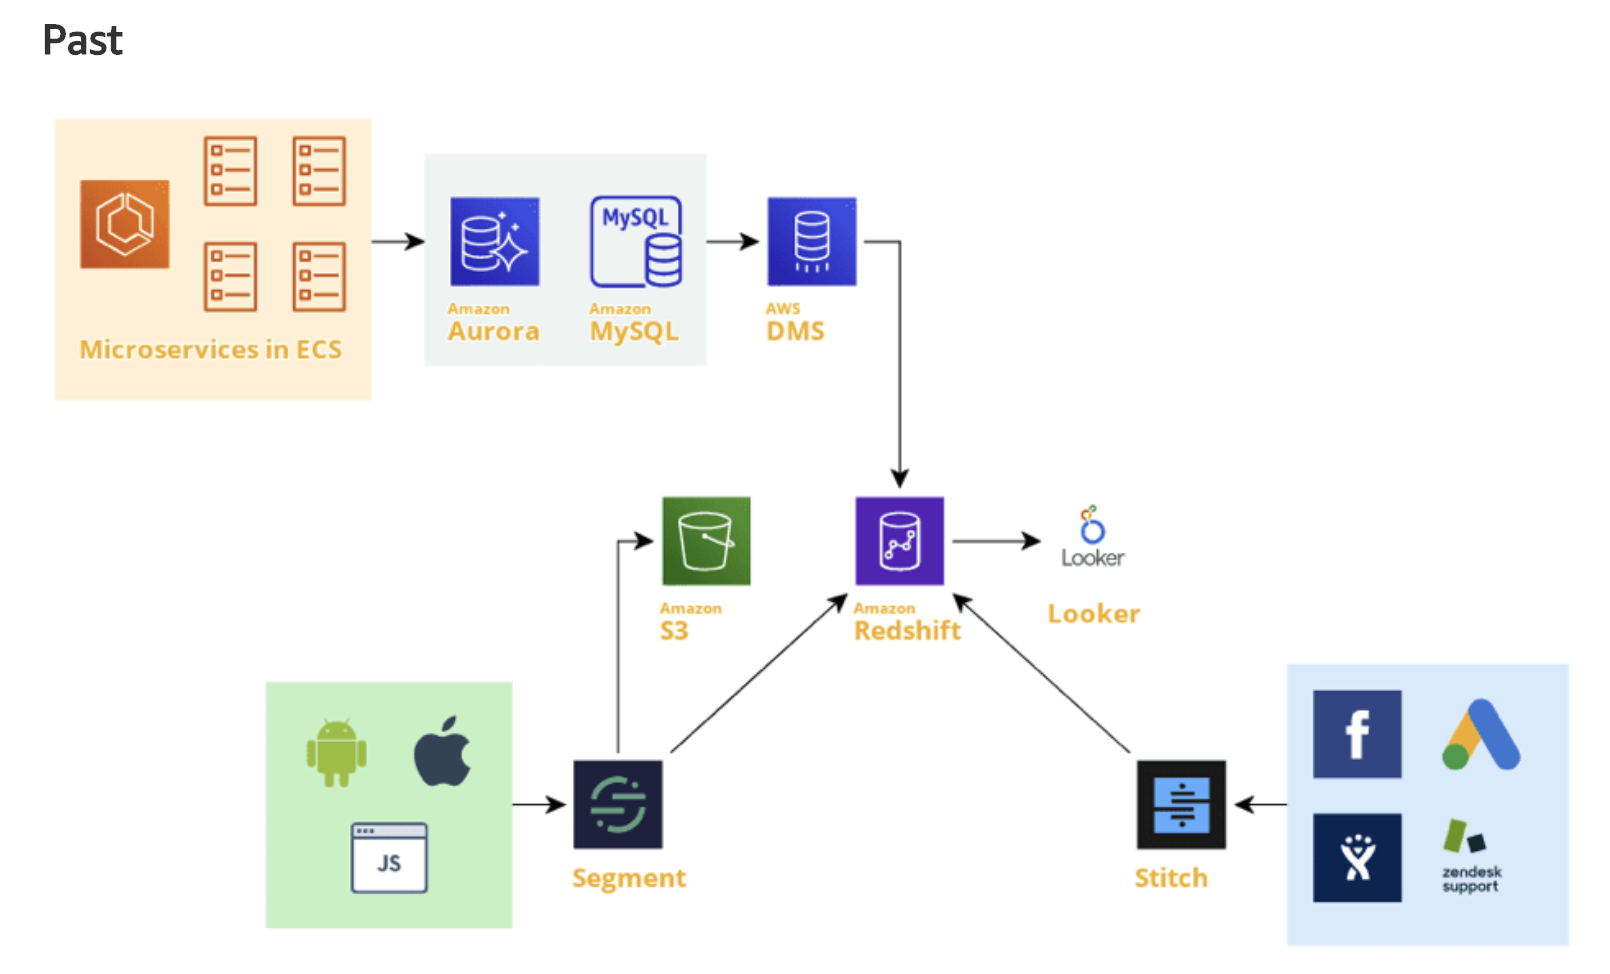 Past
MySQL
Amazon
Aurora
Amazon
MySQL
AWS
DMS
Microservices in ECS
Looker
Amazon
S3
Amazon
Redshift
Looker
f
JS
zendesk
support
Segment
Stitch